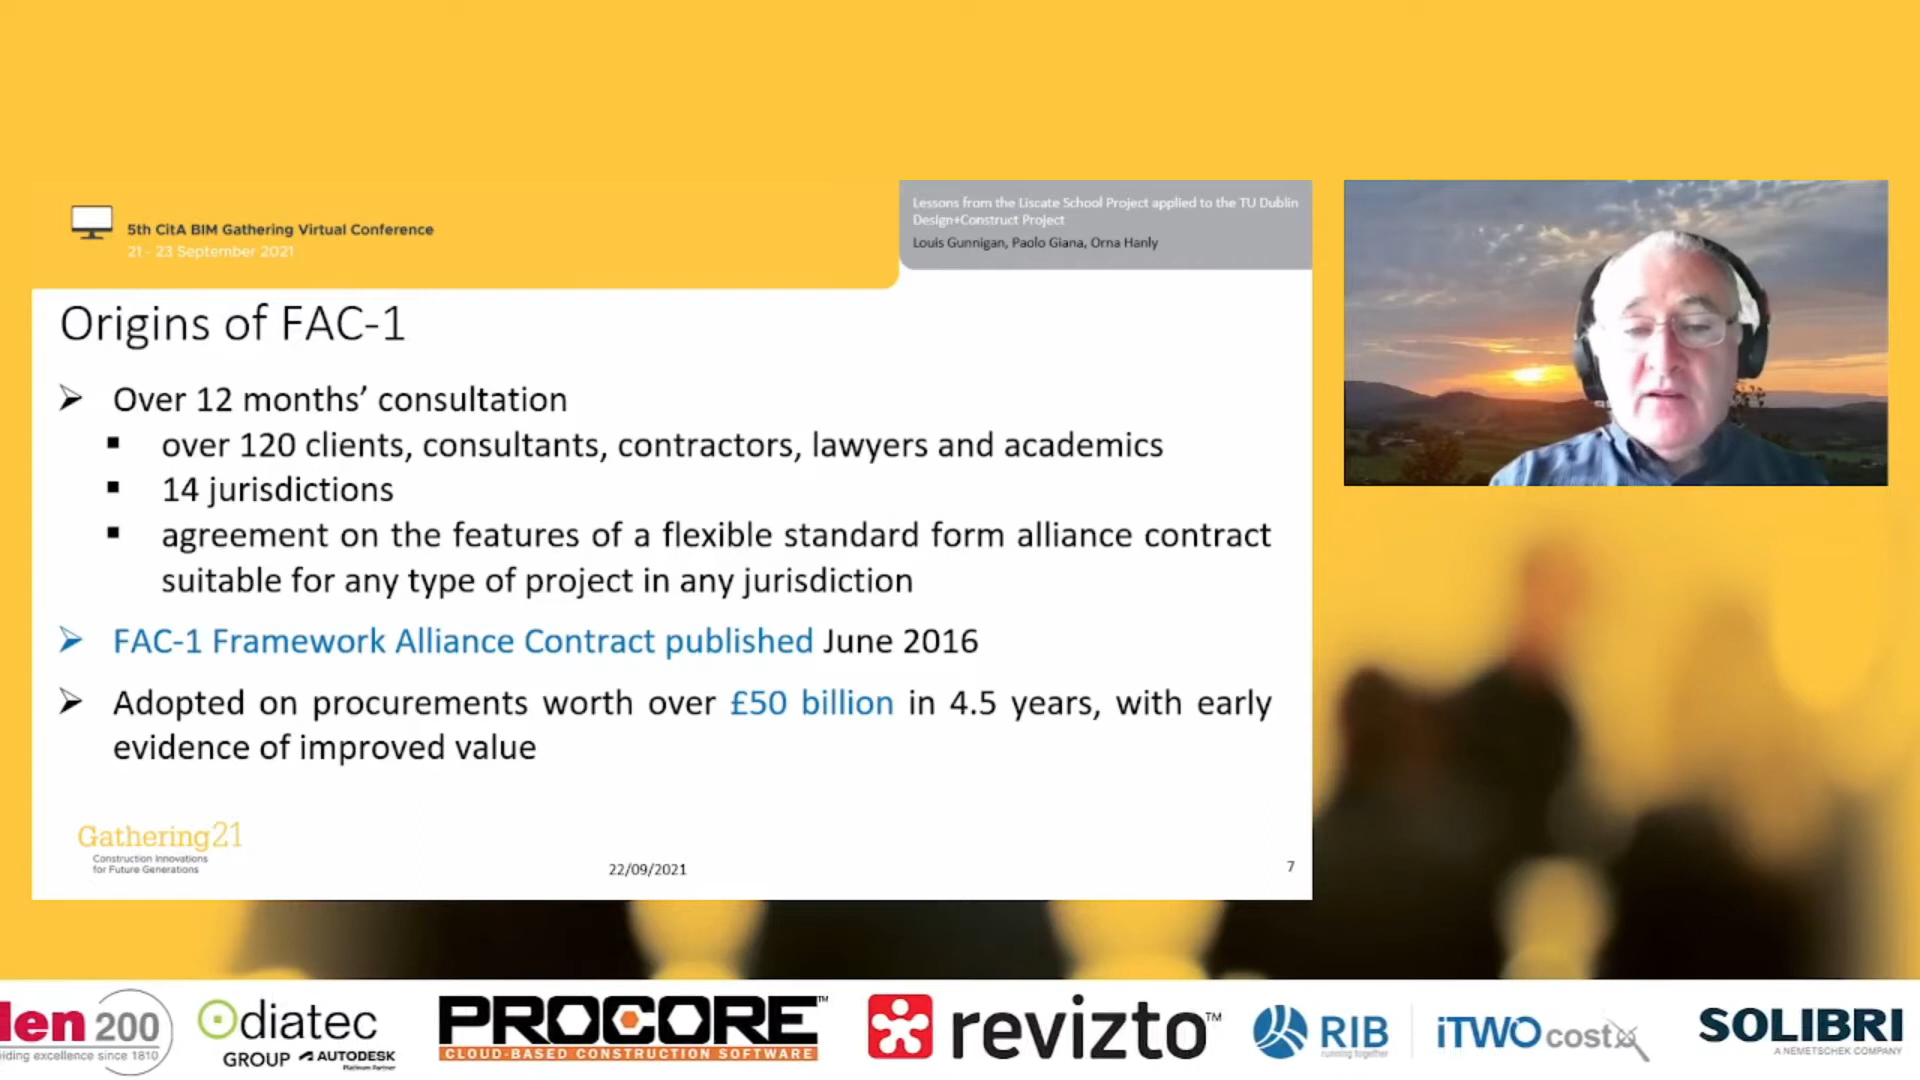 5th CitA BIM Gathering Virtual Conference
21 - 23 September 2021
Lessons from the Liscate School Project applied to the TU Dublin
Design+Construct Project
Louis Gunnigan, Paolo Giana, Orna Hanly
Origins of FAC-1
Over 12 months’ consultation
over 120 clients, consultants, contractors, lawyers and academics
14 jurisdictions
agreement on the features of a flexible standard form alliance contract
suitable for any type of project in any jurisdiction
FAC-1 Framework Alliance Contract published June 2016
Adopted on procurements worth over £50 billion in 4.5 years, with early
evidence of improved value
Gathering21
Construction Innovations
for Future Generations
22/09/2021
7
len 200
iding excellence since 1810
diatec
GROUP AUTODESK
Platinum Partner
PROCORE™
CLOUD-BASED CONSTRUCTION SOFTWARE
revizto™
RIB
running together
iTWO costX
SOLIBRI
A NEMETSCHEK COMPANY